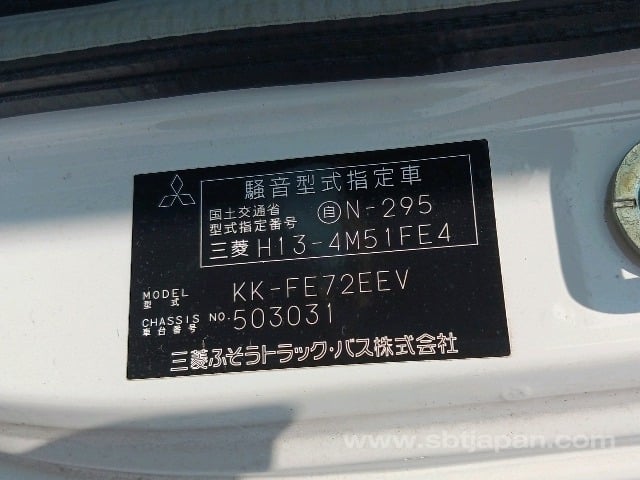 騒音型式指定車
国土交通省
型式指定番号 自 N-295
三菱 H13-4M51FE4
MODEL
型式 KK-FE72EEV
CHASSIS NO.
車台番号 503031
三菱ふそうトラック・バス株式会社
www.sbtjapan.com